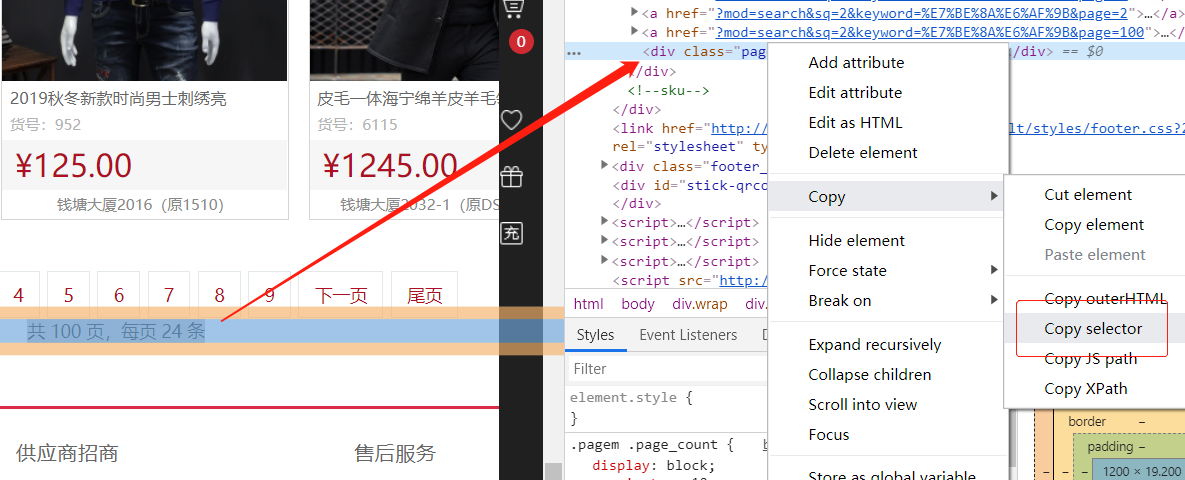 0
2019秋冬新款时尚男士刺绣亮
货号：952
¥125.00
钱塘大厦2016（原1510）
皮毛一体海宁绵羊皮羊毛
货号：6115
¥1245.00
钱塘大厦2032-1（原DS
充
4 5 6 7 8 9 下一页 尾页
共 100 页，每页 24 条
供应商招商
售后服务
<a href="?mod=search&sq=2&keyword=%E7%BE%8A%E6%AF%9B&page=2">…</a>
<a href="?mod=search&sq=2&keyword=%E7%BE%8A%E6%AF%9B&page=100">…</
… <div class="pag </div> == $0
</div>
<!--sku-->
</div>
<link href="http:/ lt/styles/footer.css?2
rel="stylesheet" ty
<div class="footer_
<div id="stick-qrco
</div>
<script>…</script>
<script>…</script>
<script>…</script>
<script src="http:/
html body div.wrap div.
Styles Event Listeners
Filter
element.style {
}
.pagem .page_count {
display: block;
Add attribute
Edit attribute
Edit as HTML
Delete element
Copy
Hide element
Force state
Break on
Expand recursively
Collapse children
Scroll into view
Focus
Store as global variable
Cut element
Copy element
Paste element
Copy outerHTML
Copy selector
Copy JS path
Copy XPath
border –
padding –
– – 1200 × 19.200